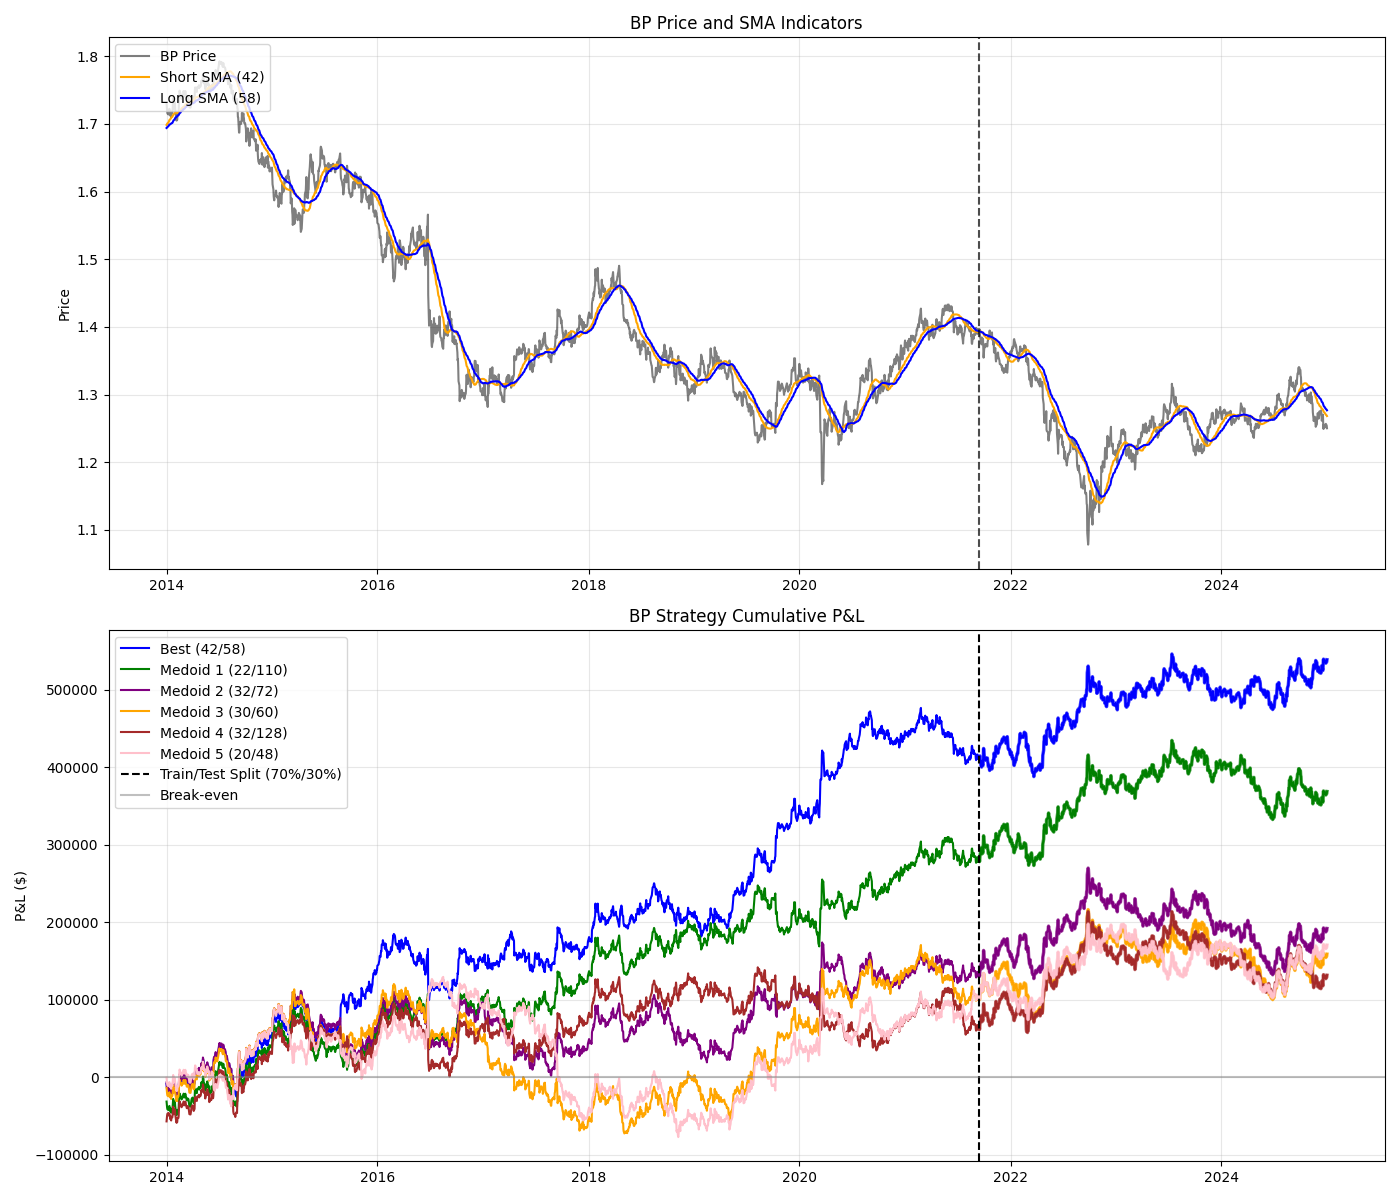 BP Price and SMA Indicators
BP Price
Short SMA (42)
Long SMA (58)
Price
1.8
1.7
1.6
1.5
1.4
1.3
1.2
1.1
2014 2016 2018 2020 2022 2024
BP Strategy Cumulative P&L
Best (42/58)
Medoid 1 (22/110)
Medoid 2 (32/72)
Medoid 3 (30/60)
Medoid 4 (32/128)
Medoid 5 (20/48)
Train/Test Split (70%/30%)
Break-even
P&L ($)
500000
400000
300000
200000
100000
0
−100000
2014 2016 2018 2020 2022 2024